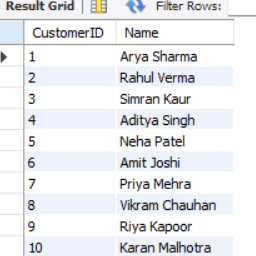 Result Grid Filter Rows:
CustomerID Name
1 Arya Sharma
2 Rahul Verma
3 Simran Kaur
4 Aditya Singh
5 Neha Patel
6 Amit Joshi
7 Priya Mehra
8 Vikram Chauhan
9 Riya Kapoor
10 Karan Malhotra